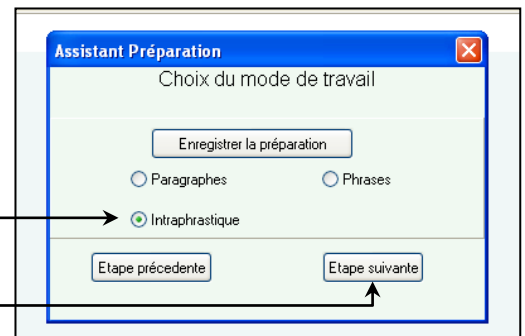 Assistant Préparation
Choix du mode de travail
Enregistrer la préparation
Paragraphes Phrases
Intraphrastique
Etape précedente Etape suivante